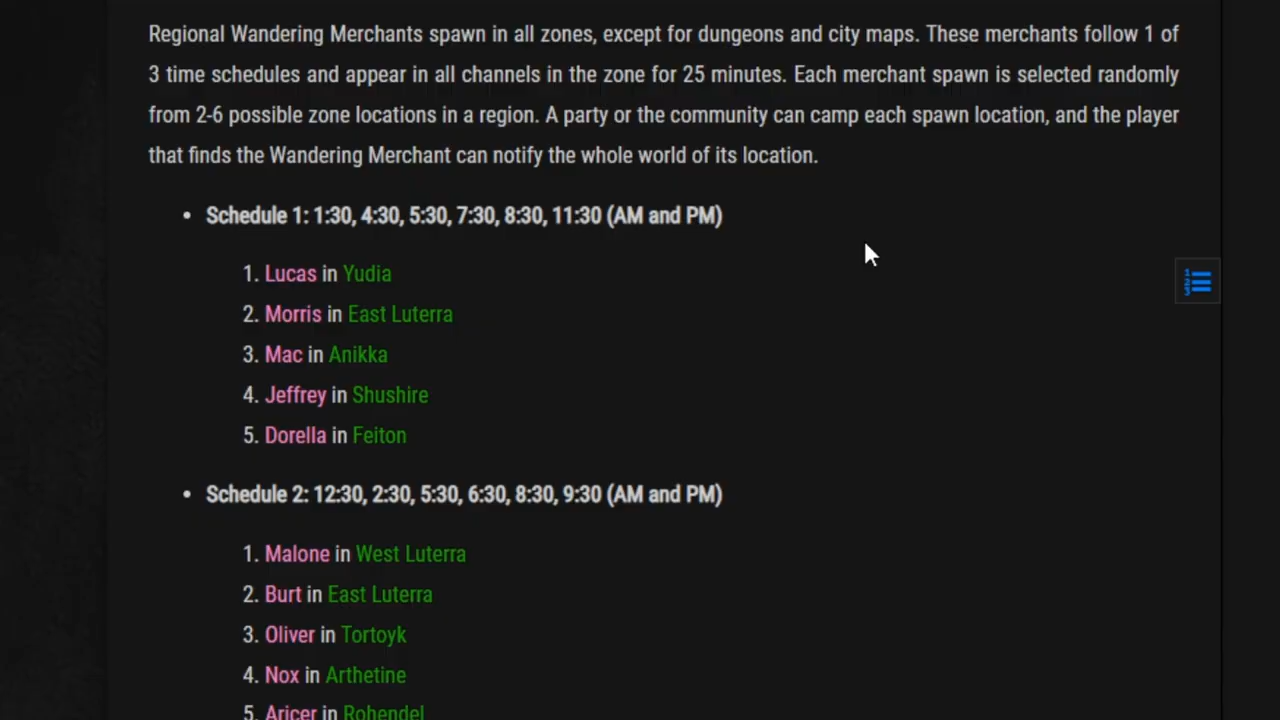 Regional Wandering Merchants spawn in all zones, except for dungeons and city maps. These merchants follow 1 of
3 time schedules and appear in all channels in the zone for 25 minutes. Each merchant spawn is selected randomly
from 2-6 possible zone locations in a region. A party or the community can camp each spawn location, and the player
that finds the Wandering Merchant can notify the whole world of its location.
• Schedule 1: 1:30, 4:30, 5:30, 7:30, 8:30, 11:30 (AM and PM)
1. Lucas in Yudia
2. Morris in East Luterra
3. Mac in Anikka
4. Jeffrey in Shushire
5. Dorella in Feiton
• Schedule 2: 12:30, 2:30, 5:30, 6:30, 8:30, 9:30 (AM and PM)
1. Malone in West Luterra
2. Burt in East Luterra
3. Oliver in Tortoyk
4. Nox in Arthetine
5. Aricer in Rohendel